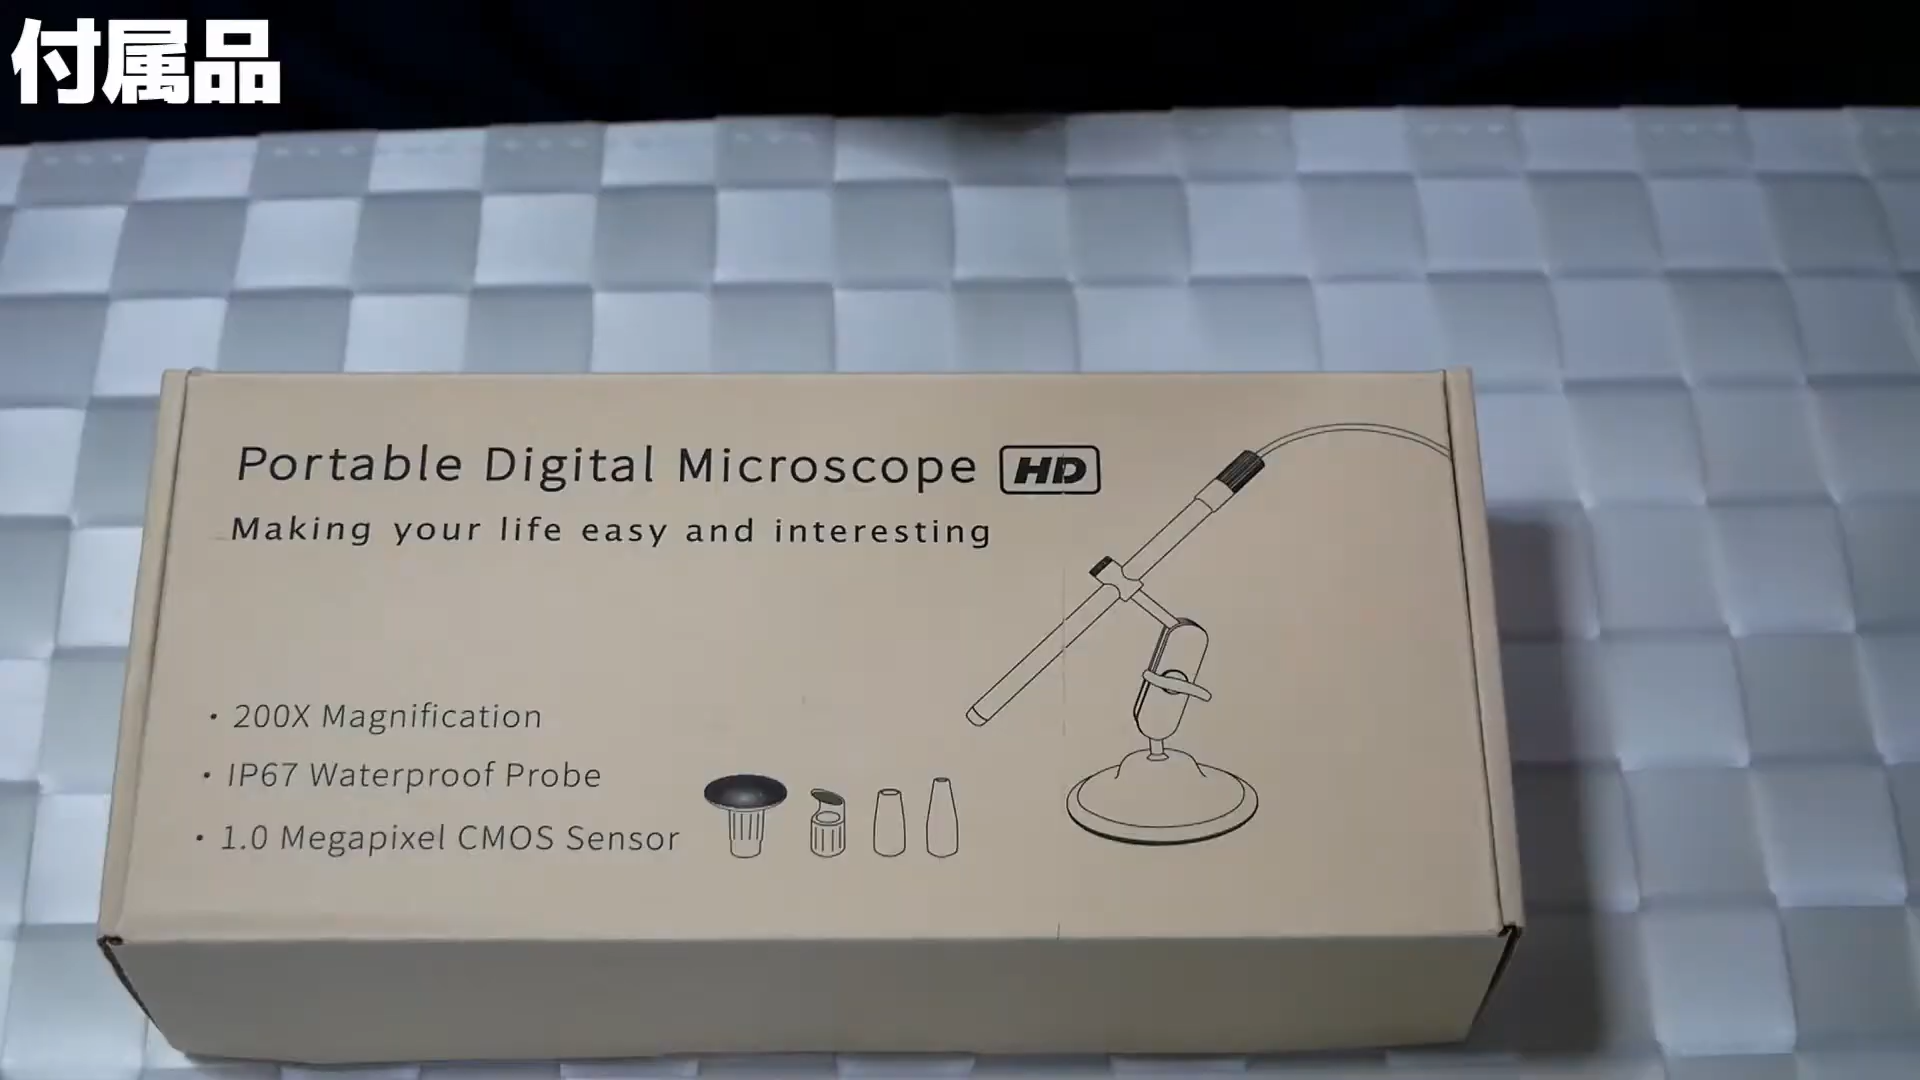 付属品
Portable Digital Microscope HD
Making your life easy and interesting
・200X Magnification
・IP67 Waterproof Probe
・1.0 Megapixel CMOS Sensor